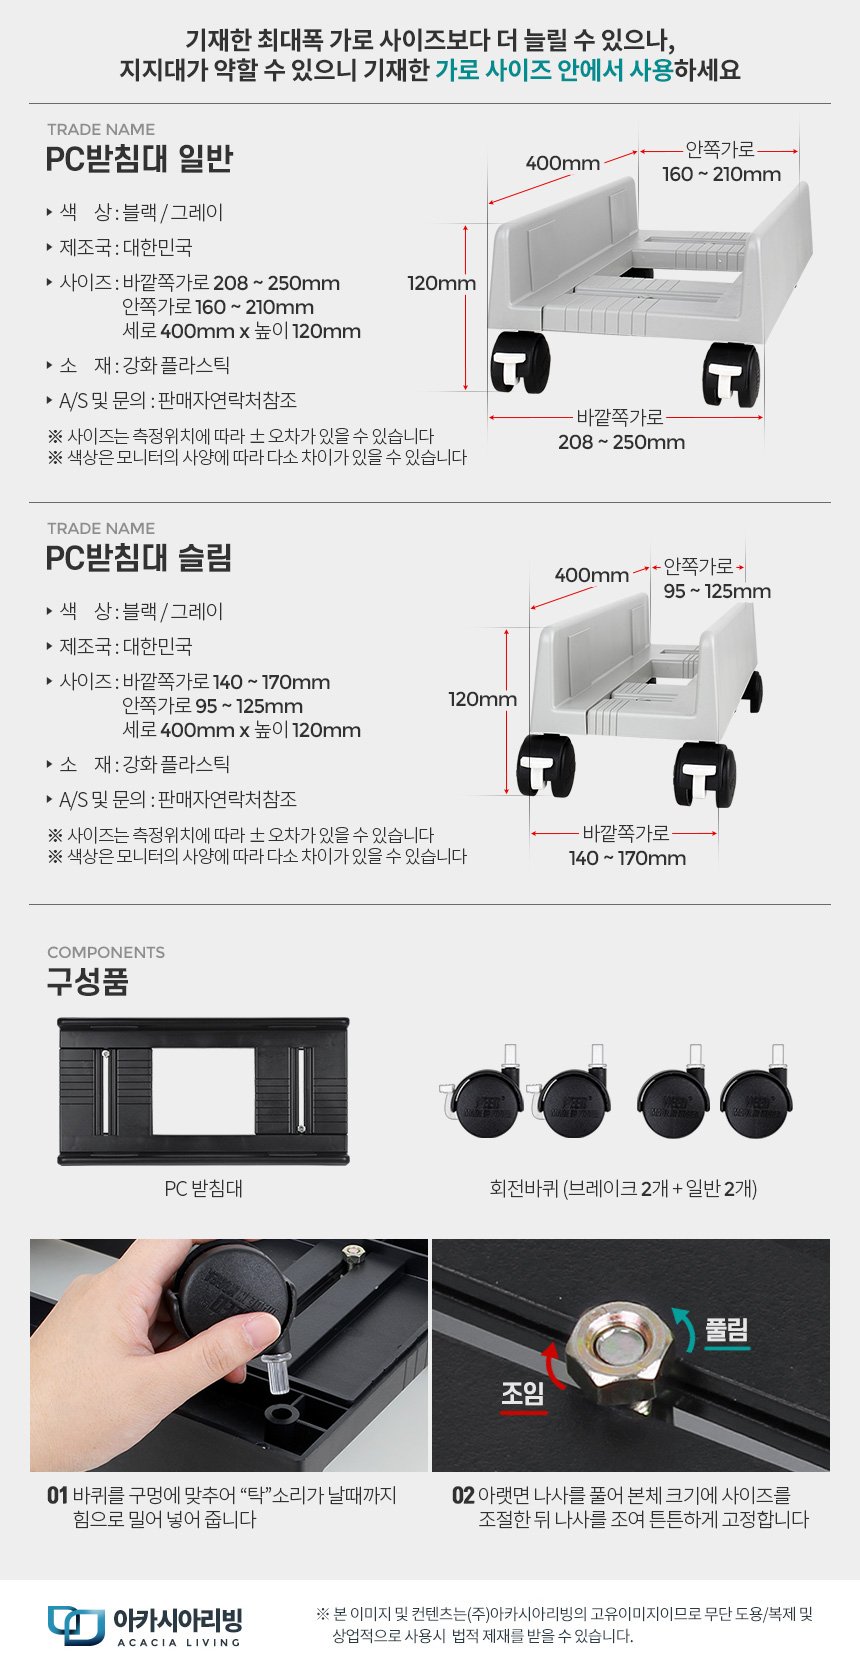 기재한 최대폭 가로 사이즈보다 더 늘릴 수 있으나,
지지대가 약할 수 있으니 기재한 가로 사이즈 안에서 사용하세요
TRADE NAME
PC받침대 일반
색 상 : 블랙 / 그레이
제조국 : 대한민국
사이즈 : 바깥쪽가로 208 ~ 250mm
안쪽가로 160 ~ 210mm
세로 400mm x 높이 120mm
소 재 : 강화 플라스틱
A/S 및 문의 : 판매자연락처참조
※ 사이즈는 측정위치에 따라 ± 오차가 있을 수 있습니다
※ 색상은 모니터의 사양에 따라 다소 차이가 있을 수 있습니다
400mm
안쪽가로
160 ~ 210mm
120mm
바깥쪽가로
208 ~ 250mm
TRADE NAME
PC받침대 슬림
색 상 : 블랙 / 그레이
제조국 : 대한민국
사이즈 : 바깥쪽가로 140 ~ 170mm
안쪽가로 95 ~ 125mm
세로 400mm x 높이 120mm
소 재 : 강화 플라스틱
A/S 및 문의 : 판매자연락처참조
※ 사이즈는 측정위치에 따라 ± 오차가 있을 수 있습니다
※ 색상은 모니터의 사양에 따라 다소 차이가 있을 수 있습니다
400mm
안쪽가로
95 ~ 125mm
120mm
바깥쪽가로
140 ~ 170mm
COMPONENTS
구성품
PC 받침대
회전바퀴 (브레이크 2개 + 일반 2개)
풀림
조임
01 바퀴를 구멍에 맞추어 “탁”소리가 날때까지
힘으로 밀어 넣어 줍니다
02 아랫면 나사를 풀어 본체 크기에 사이즈를
조절한 뒤 나사를 조여 튼튼하게 고정합니다
아카시아리빙
ACACIA LIVING
※ 본 이미지 및 컨텐츠는(주)아카시아리빙의 고유이미지이므로 무단 도용/복제 및
상업적으로 사용시 법적 제재를 받을 수 있습니다.